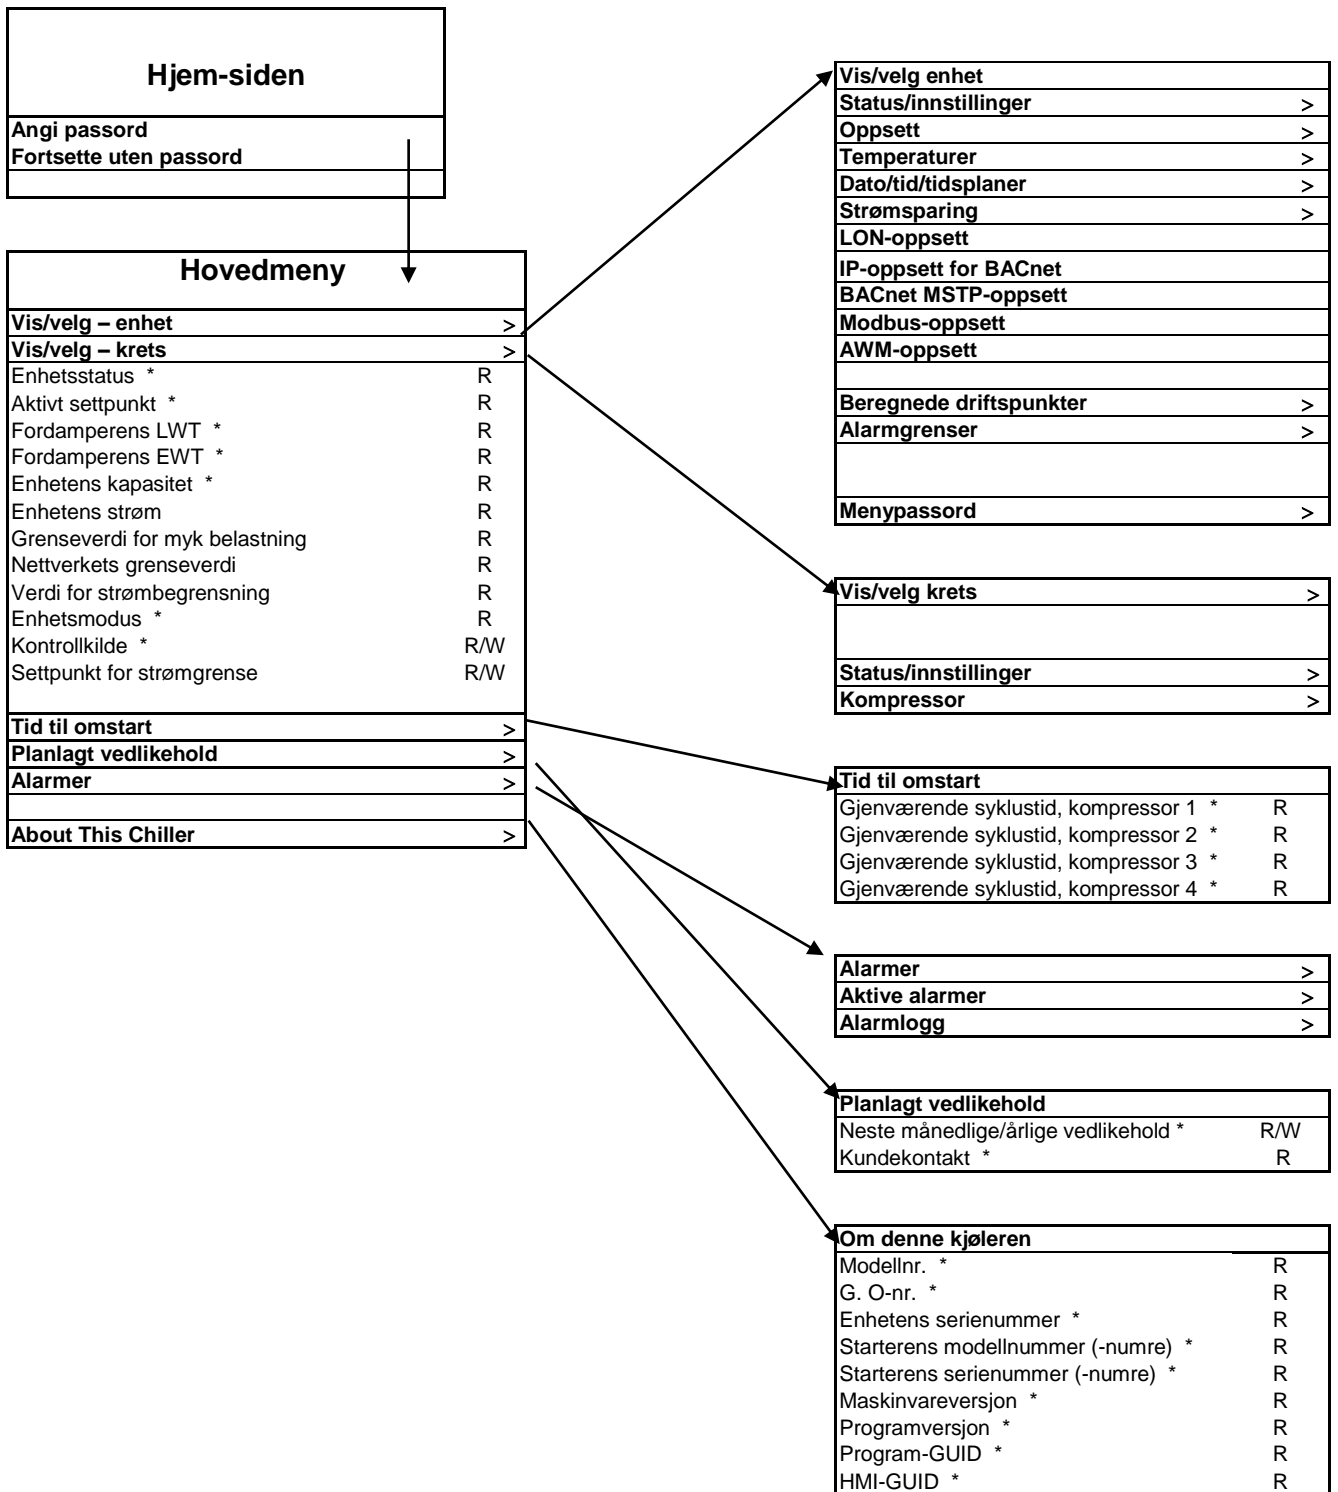 Hjem-siden
Angi passord
Fortsette uten passord
Hovedmeny
Vis/velg – enhet >
Vis/velg – krets >
Enhetsstatus * R
Aktivt settpunkt * R
Fordamperens LWT * R
Fordamperens EWT * R
Enhetens kapasitet * R
Enhetens strøm R
Grenseverdi for myk belastning R
Nettverkets grenseverdi R
Verdi for strømbegrensning R
Enhetsmodus * R
Kontrollkilde * R/W
Settpunkt for strømgrense R/W
Tid til omstart >
Planlagt vedlikehold >
Alarmer >
About This Chiller >
Vis/velg enhet
Status/innstillinger >
Oppsett >
Temperaturer >
Dato/tid/tidsplaner >
Strømsparing >
LON-oppsett
IP-oppsett for BACnet
BACnet MSTP-oppsett
Modbus-oppsett
AWM-oppsett
Beregnede driftspunkter >
Alarmgrenser >
Menypassord >
Vis/velg krets >
Status/innstillinger >
Kompressor >
Tid til omstart
Gjenværende syklustid, kompressor 1 * R
Gjenværende syklustid, kompressor 2 * R
Gjenværende syklustid, kompressor 3 * R
Gjenværende syklustid, kompressor 4 * R
Alarmer >
Aktive alarmer >
Alarmlogg >
Planlagt vedlikehold
Neste månedlige/årlige vedlikehold * R/W
Kundekontakt * R
Om denne kjøleren
Modellnr. * R
G. O-nr. * R
Enhetens serienummer * R
Starterens modellnummer (-numre) * R
Starterens serienummer (-numre) * R
Maskinvareversjon * R
Programversjon * R
Program-GUID * R
HMI-GUID * R